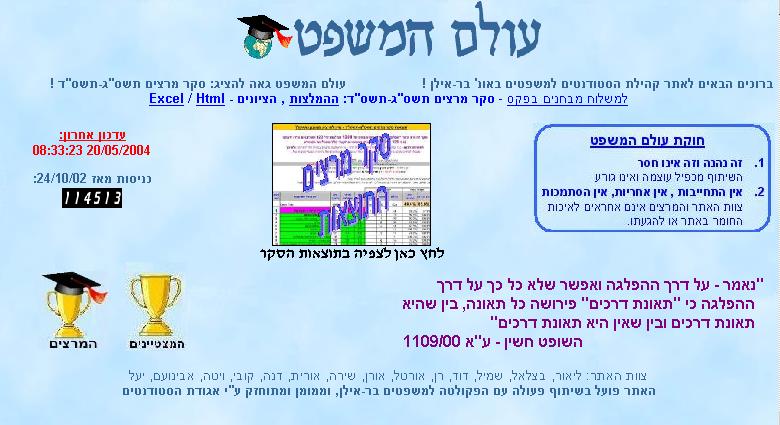 עולם המשפט
ברוכים הבאים לאתר קהילת הסטודנטים למשפטים באונ' בר-אילן !
עולם המשפט גאה להציג: סקר מרצים תשס"ג-תשס"ד !
למשלוח מבחנים בפקס - סקר מרצים תשס"ג-תשס"ד: ההמלצות , הציונים - Excel / Html
חוקת עולם המשפט
1. זה נהנה וזה אינו חסר
השיתוף מכפיל עוצמה ואינו גורע
2. אין התחייבות , אין אחריות, אין הסתמכות
צוות האתר והמרצים אינם אחראים לאיכות
החומר באתר או להגעתו.
סקר מרצים
התוצאות
לחץ כאן לצפיה בתוצאות הסקר
עדכון אחרון:
08:33:23 20/05/2004
כניסות מאז 24/10/02:
114513
"נאמר - על דרך ההפלגה ואפשר שלא כל כך על דרך
ההפלגה כי "תאונת דרכים" פירושה כל תאונה, בין שהיא
תאונת דרכים ובין שאין היא תאונת דרכים"
השופט חשין - ע"א 1109/00
המצטיינים
המרצים
צוות האתר: ליאור, בצלאל, שמיל, דוד, רן, אורטל, אורן, שירה, אורית, דנה, קובי, ויטה, אבינועם, יעל
האתר פועל בשיתוף פעולה עם הפקולטה למשפטים בר-אילן, וממומן ומתוחזק ע"י אגודת הסטודנטים